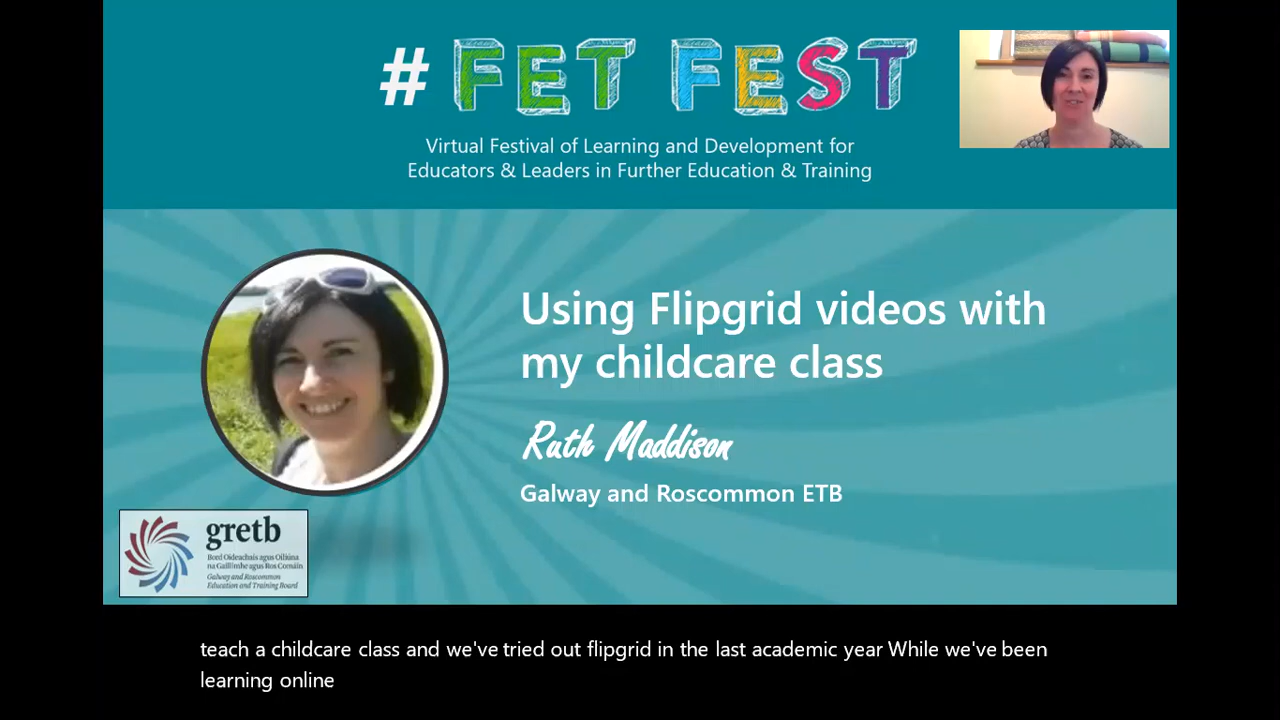 # FET FEST
Virtual Festival of Learning and Development for
Educators & Leaders in Further Education & Training
Using Flipgrid videos with
my childcare class
Ruth Maddison
Galway and Roscommon ETB
gretb
Bord Oideachais agus Oiliúna
na Gaillimhe agus Ros Comáin
Galway and Roscommon
Education and Training Board
teach a childcare class and we've tried out flipgrid in the last academic year While we've been
learning online